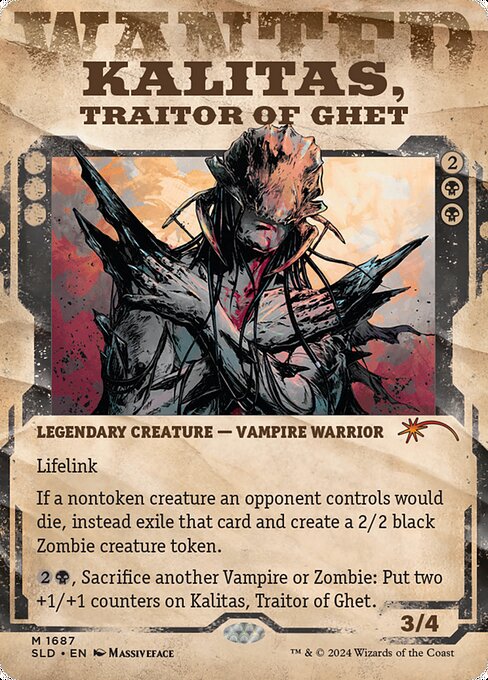 WANTED
KALITAS,
TRAITOR OF GHET
2
LEGENDARY CREATURE — VAMPIRE WARRIOR
Lifelink
If a nontoken creature an opponent controls would
die, instead exile that card and create a 2/2 black
Zombie creature token.
2, Sacrifice another Vampire or Zombie: Put two
+1/+1 counters on Kalitas, Traitor of Ghet.
3/4
M 1687
SLD • EN MASSIVEFACE
™ & © 2024 Wizards of the Coast